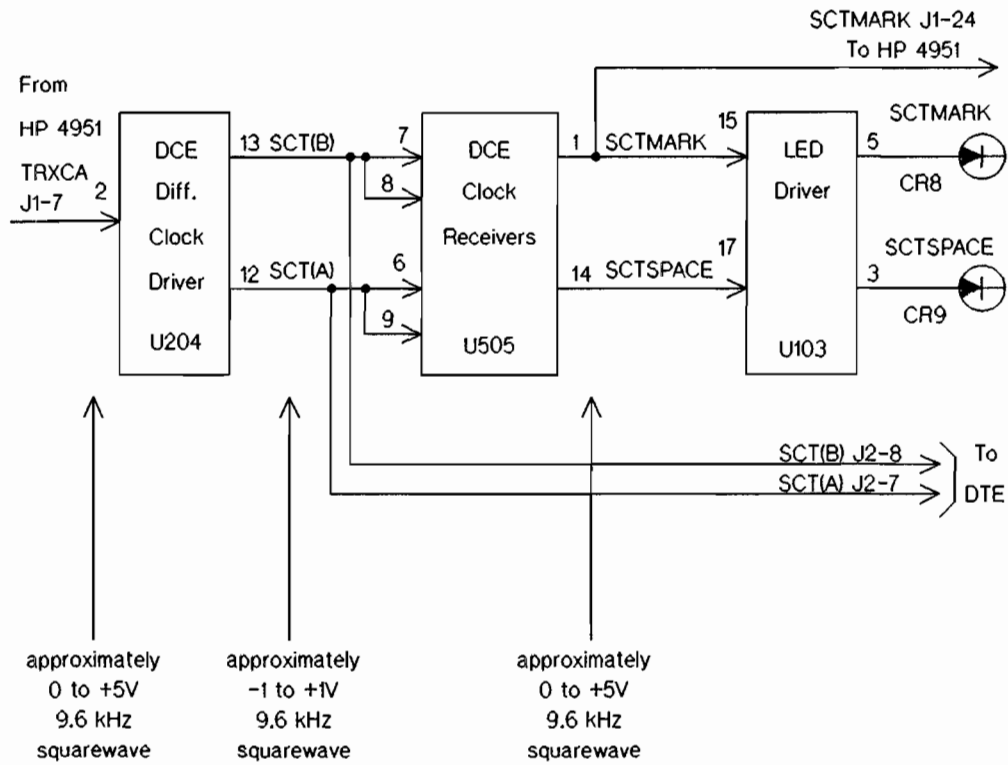 SCTMARK J1-24
To HP 4951
From
HP 4951
TRXCA
J1-7
2
DCE
Diff.
Clock
Driver
U204
13 SCT(B)
12 SCT(A)
7
8
6
9
DCE
Clock
Receivers
U505
1 SCTMARK
14 SCTSPACE
15
17
LED
Driver
U103
5
3
SCTMARK
CR8
SCTSPACE
CR9
SCT(B) J2-8
SCT(A) J2-7
To
DTE
approximately
0 to +5V
9.6 kHz
squarewave
approximately
-1 to +1V
9.6 kHz
squarewave
approximately
0 to +5V
9.6 kHz
squarewave